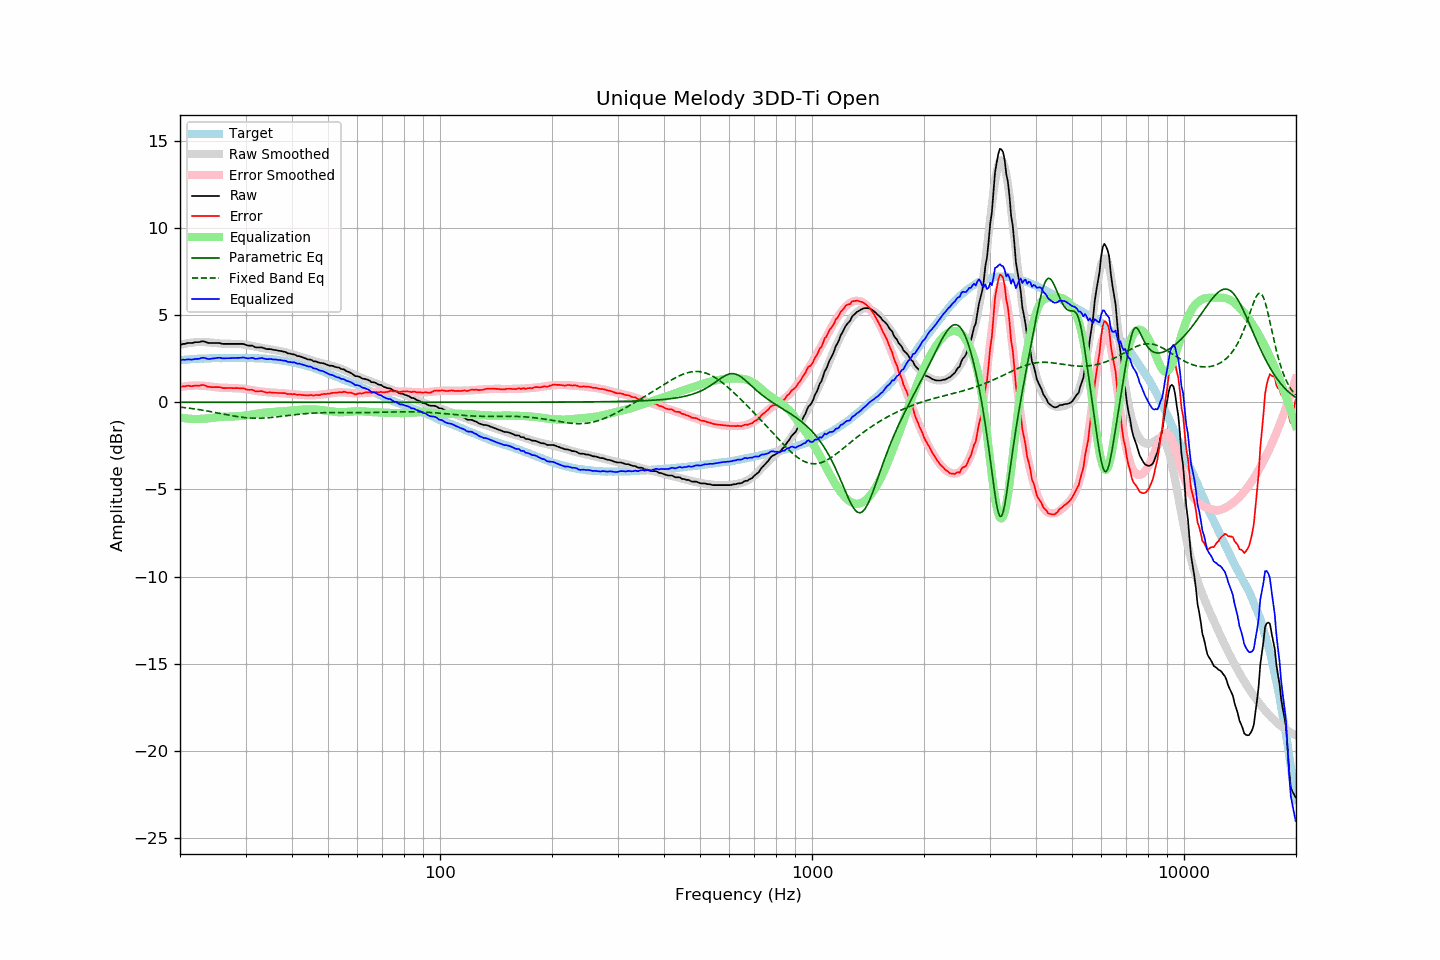 Unique Melody 3DD-Ti Open
Target
Raw Smoothed
Error Smoothed
Raw
Error
Equalization
Parametric Eq
Fixed Band Eq
Equalized
15
10
5
0
−5
−10
−15
−20
−25
Amplitude (dBr)
100
1000
10000
Frequency (Hz)